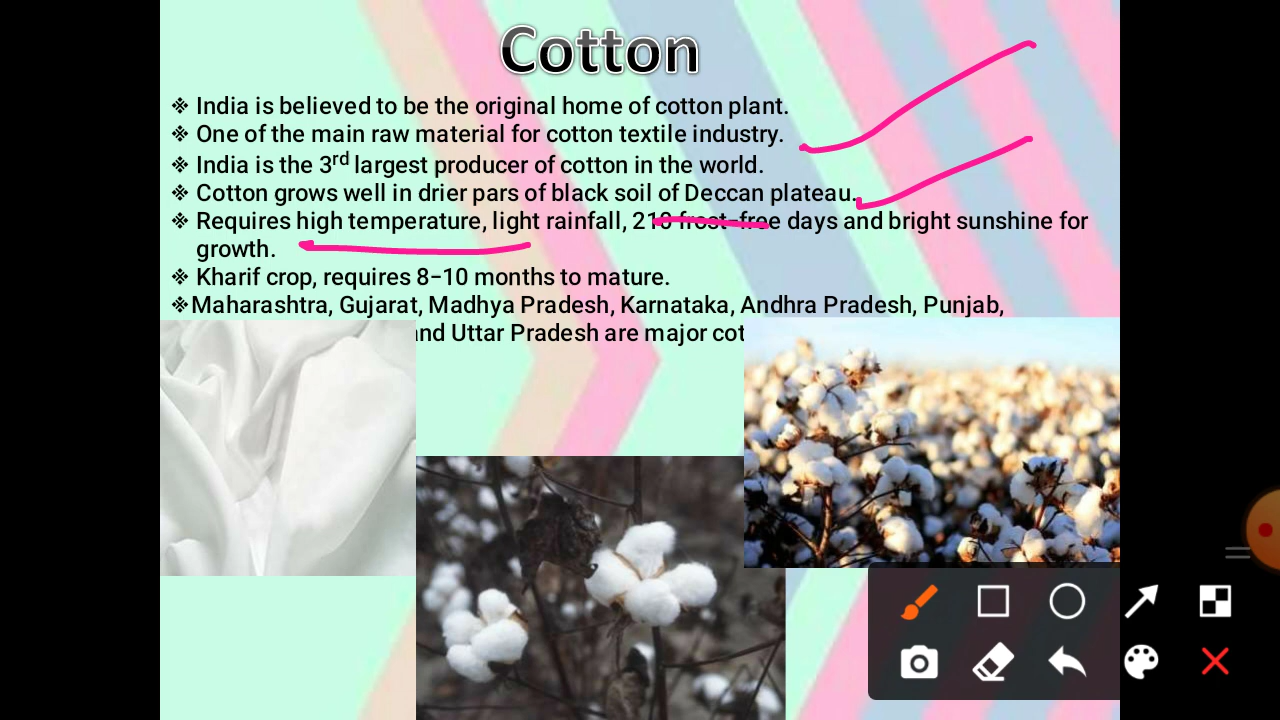 Cotton
❖ India is believed to be the original home of cotton plant.
❖ One of the main raw material for cotton textile industry.
❖ India is the 3rd largest producer of cotton in the world.
❖ Cotton grows well in drier pars of black soil of Deccan plateau.
❖ Requires high temperature, light rainfall, 210 frost-free days and bright sunshine for
growth.
❖ Kharif crop, requires 8-10 months to mature.
❖Maharashtra, Gujarat, Madhya Pradesh, Karnataka, Andhra Pradesh, Punjab,
and Uttar Pradesh are major cot